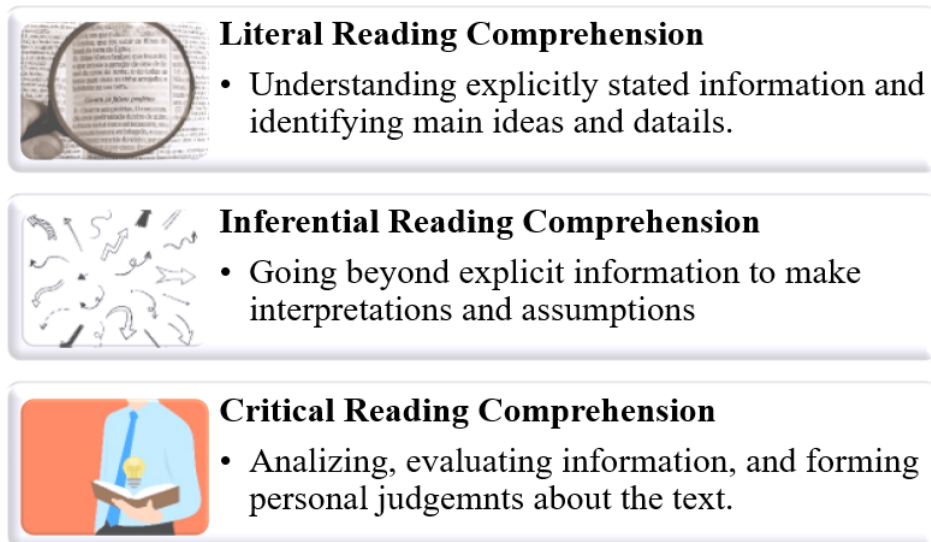 Literal Reading Comprehension
• Understanding explicitly stated information and
identifying main ideas and datails.
Inferential Reading Comprehension
• Going beyond explicit information to make
interpretations and assumptions
Critical Reading Comprehension
• Analizing, evaluating information, and forming
personal judgemnts about the text.